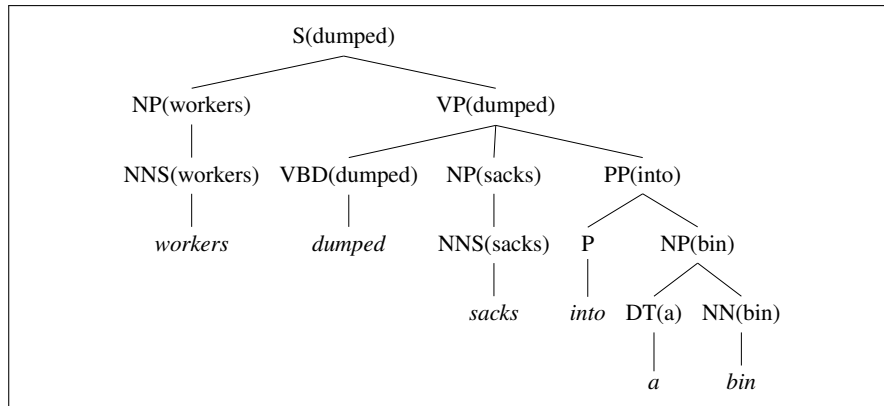 S(dumped)
NP(workers) VP(dumped)
NNS(workers) VBD(dumped) NP(sacks) PP(into)
workers dumped NNS(sacks) P NP(bin)
sacks into DT(a) NN(bin)
a bin